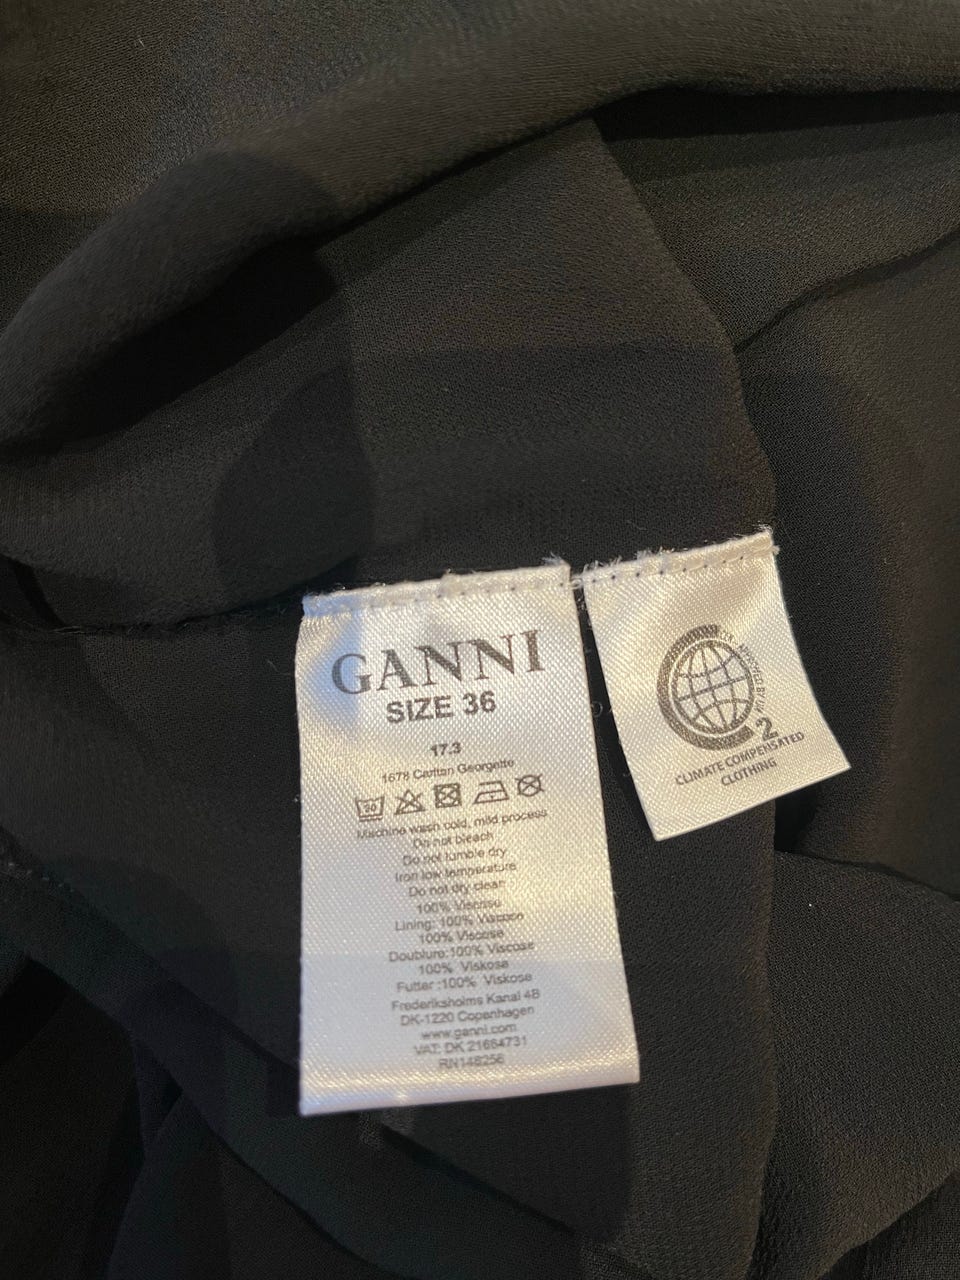 GANNI
SIZE 36
17.3
1678 Carttan Georgette
30
Machine wash cold, mild process
Do not bleach
Do not tumble dry
Iron low temperature
Do not dry clean
100% Viscose
Lining: 100% Viscose
100% Viscose
Doublure:100% Viscose
100% Viskose
Futter :100% Viskose
Frederiksholms Kanal 4B
DK-1220 Copenhagen
www.ganni.com
VAT: DK 21684731
RN148256
2
CLIMATE COMPENSATED
CLOTHING